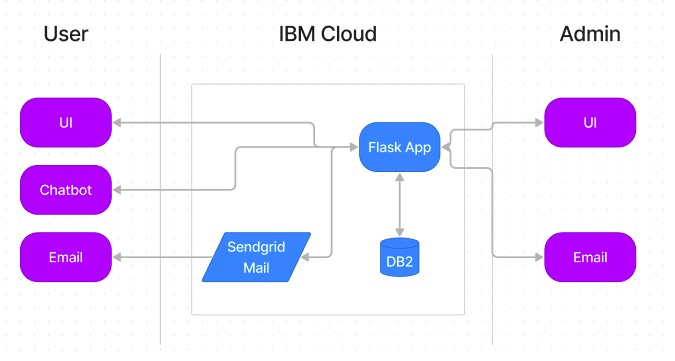 User
IBM Cloud
Admin
UI
Flask App
UI
Chatbot
Sendgrid
Mail
Email
DB2
Email